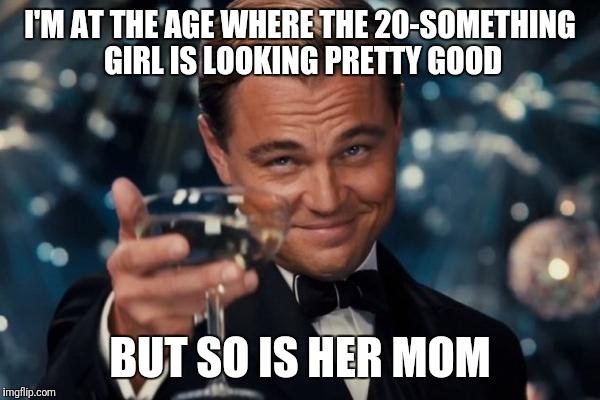 I'M AT THE AGE WHERE THE 20-SOMETHING
GIRL IS LOOKING PRETTY GOOD
BUT SO IS HER MOM
imgflip.com